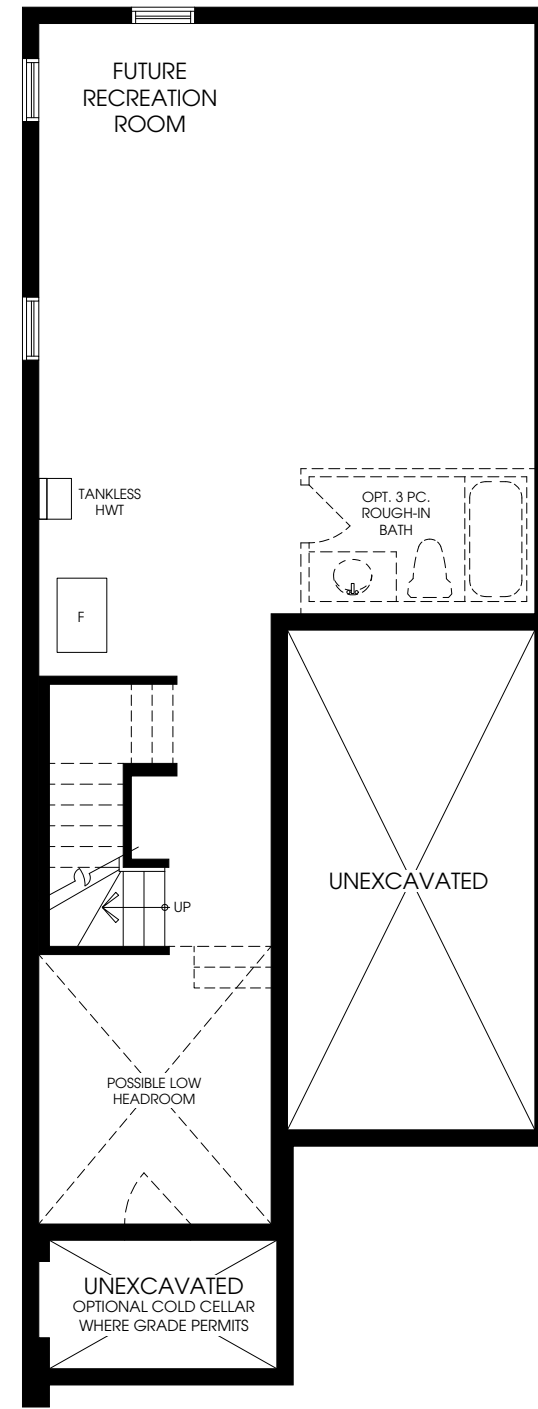 FUTURE
RECREATION
ROOM
TANKLESS
HWT
OPT. 3 PC.
ROUGH-IN
BATH
F
UNEXCAVATED
UP
POSSIBLE LOW
HEADROOM
UNEXCAVATED
OPTIONAL COLD CELLAR
WHERE GRADE PERMITS